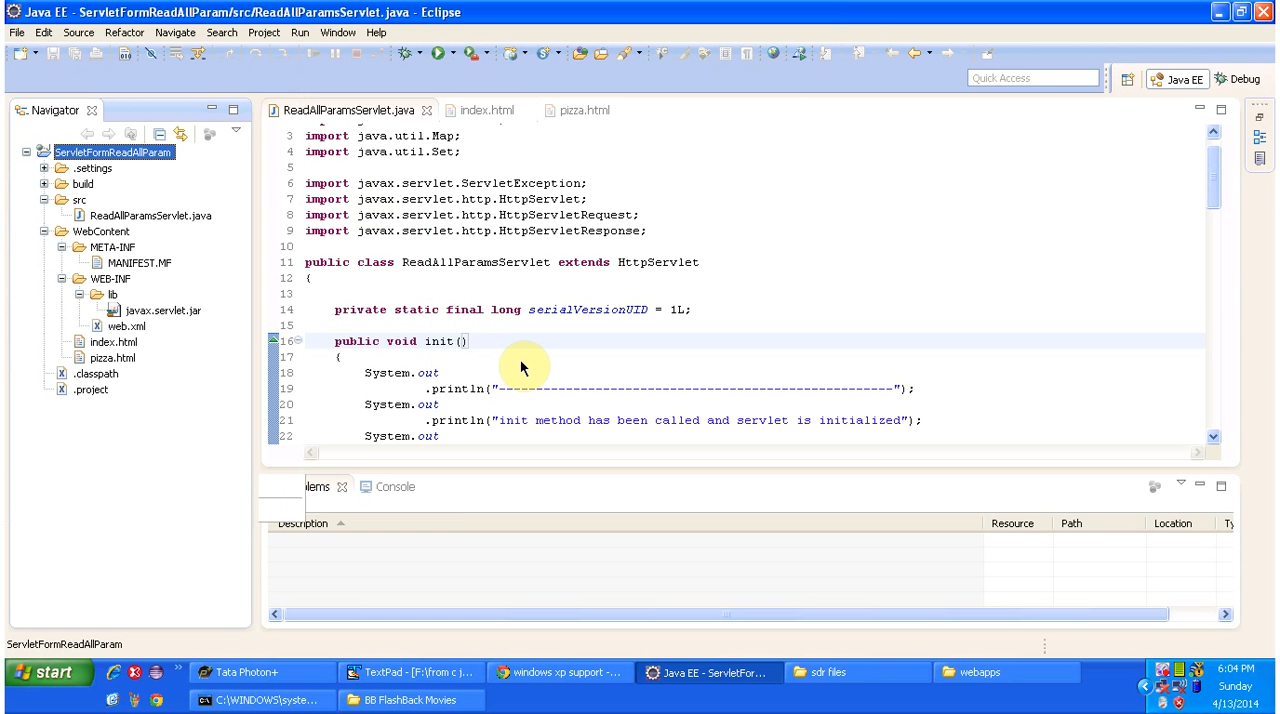 Java EE - ServletFormReadAllParam/src/ReadAllParamsServlet.java - Eclipse
File Edit Source Refactor Navigate Search Project Run Window Help
Quick Access
Java EE
Debug
Navigator
ServletFormReadAllParam
.settings
build
src
ReadAllParamsServlet.java
WebContent
META-INF
MANIFEST.MF
WEB-INF
lib
javax.servlet.jar
web.xml
index.html
pizza.html
.classpath
.project
ReadAllParamsServlet.java index.html pizza.html
3 import java.util.Map;
4 import java.util.Set;
5
6 import javax.servlet.ServletException;
7 import javax.servlet.http.HttpServlet;
8 import javax.servlet.http.HttpServletRequest;
9 import javax.servlet.http.HttpServletResponse;
10
11 public class ReadAllParamsServlet extends HttpServlet
12 {
13
14 private static final long serialVersionUID = 1L;
15
16 public void init()
17 {
18 System.out
19 .println("-----------------------------------------------------");
20 System.out
21 .println("init method has been called and servlet is initialized");
22 System.out
lems Console
Description Resource Path Location Ty
ServletFormReadAllParam
start
Tata Photon+
TextPad - [F:\from c j...
windows xp support -...
Java EE - ServletFor...
sdr files
webapps
C:\WINDOWS\syste...
BB FlashBack Movies
6:04 PM
Sunday
4/13/2014